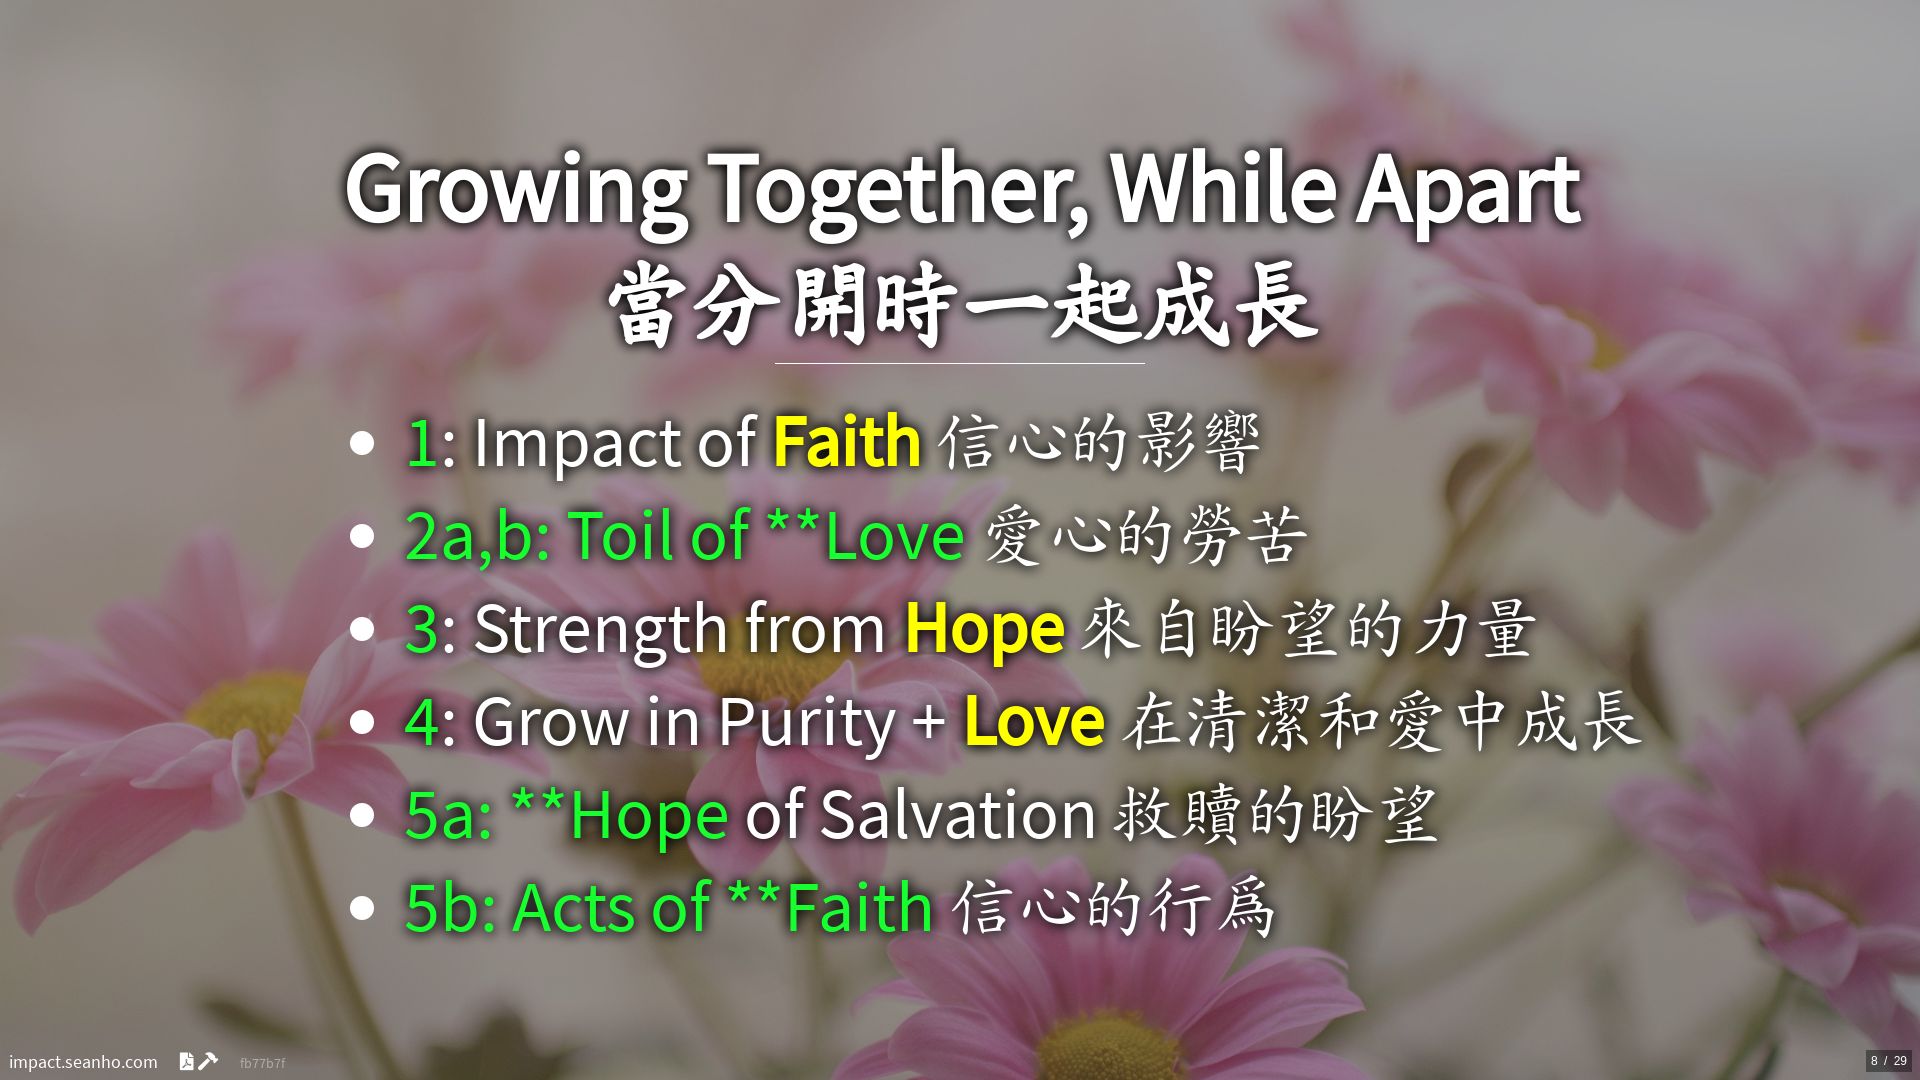 Growing Together, While Apart
當分開時一起成長
1: Impact of Faith 信心的影響
2a,b: Toil of **Love 愛心的勞苦
3: Strength from Hope 來自盼望的力量
4: Grow in Purity + Love 在清潔和愛中成長
5a: **Hope of Salvation 救贖的盼望
5b: Acts of **Faith 信心的行爲
impact.seanho.com fb77b7f
8 / 29